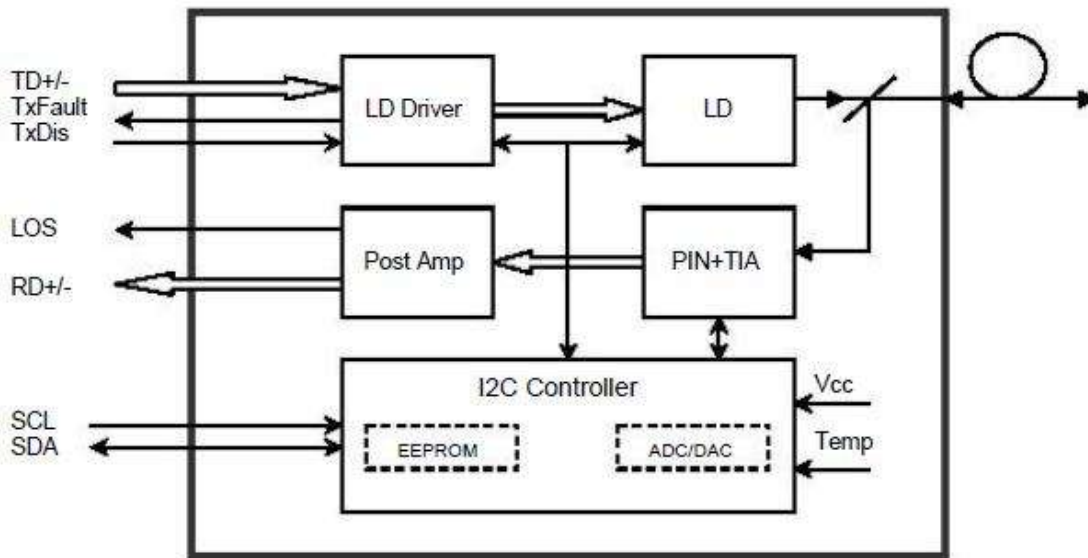 TD+/-
TxFault
TxDis
LD Driver
LD
LOS
RD+/-
Post Amp
PIN+TIA
I2C Controller
SCL
SDA
EEPROM
ADC/DAC
Vcc
Temp